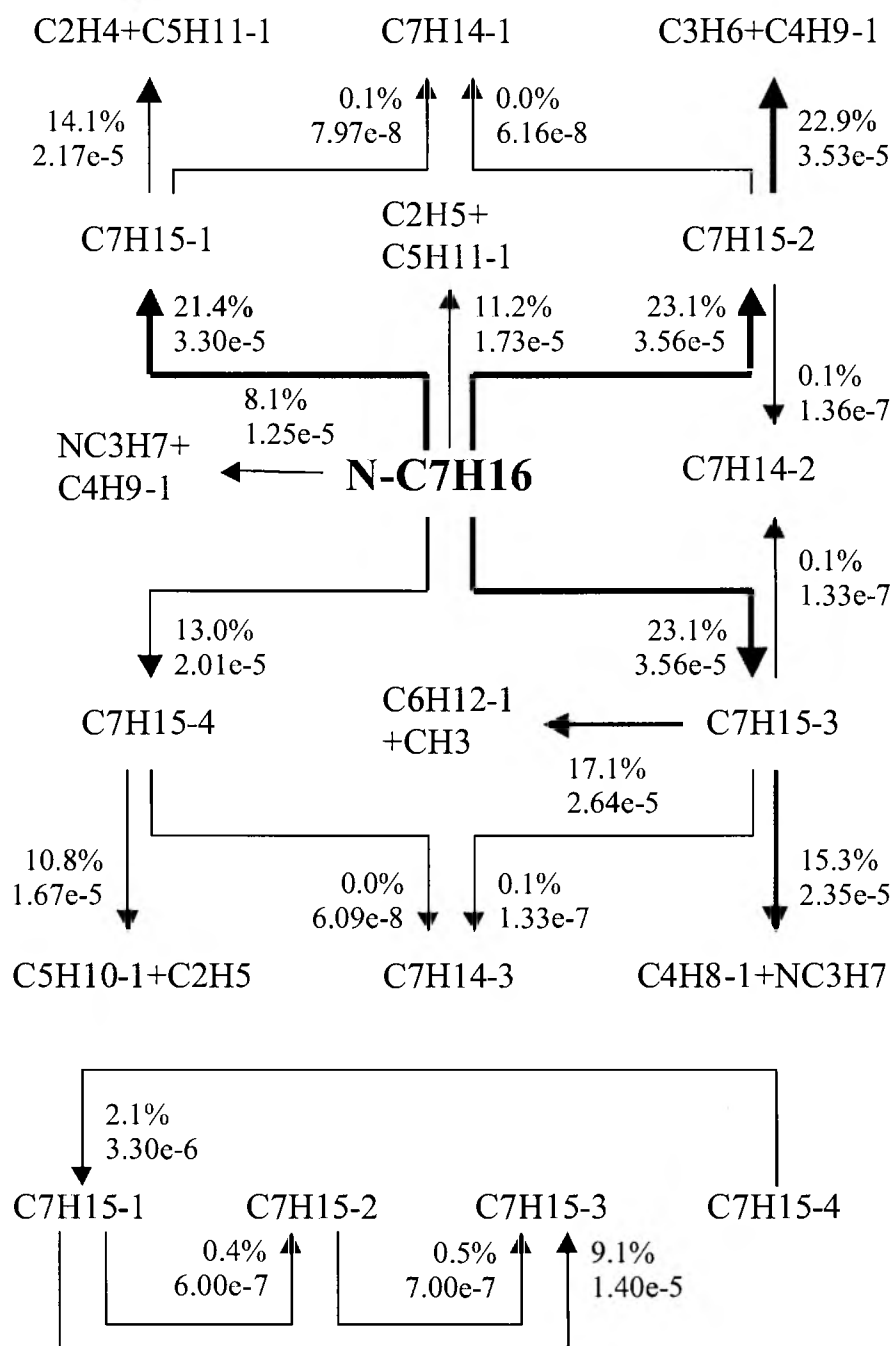 C2H4+C5H11-1 C7H14-1 C3H6+C4H9-1
14.1% 0.1% 0.0% 22.9%
2.17e-5 7.97e-8 6.16e-8 3.53e-5
C7H15-1 C2H5+ C7H15-2
C5H11-1
21.4% 11.2% 23.1%
3.30e-5 1.73e-5 3.56e-5
0.1%
1.36e-7
8.1%
1.25e-5
NC3H7+
C4H9-1
N-C7H16
C7H14-2
0.1%
1.33e-7
13.0% 23.1%
2.01e-5 3.56e-5
C7H15-4 C6H12-1 C7H15-3
+CH3
17.1%
2.64e-5
10.8% 0.0% 0.1% 15.3%
1.67e-5 6.09e-8 1.33e-7 2.35e-5
C5H10-1+C2H5 C7H14-3 C4H8-1+NC3H7
2.1%
3.30e-6
C7H15-1 C7H15-2 C7H15-3 C7H15-4
0.4% 0.5% 9.1%
6.00e-7 7.00e-7 1.40e-5